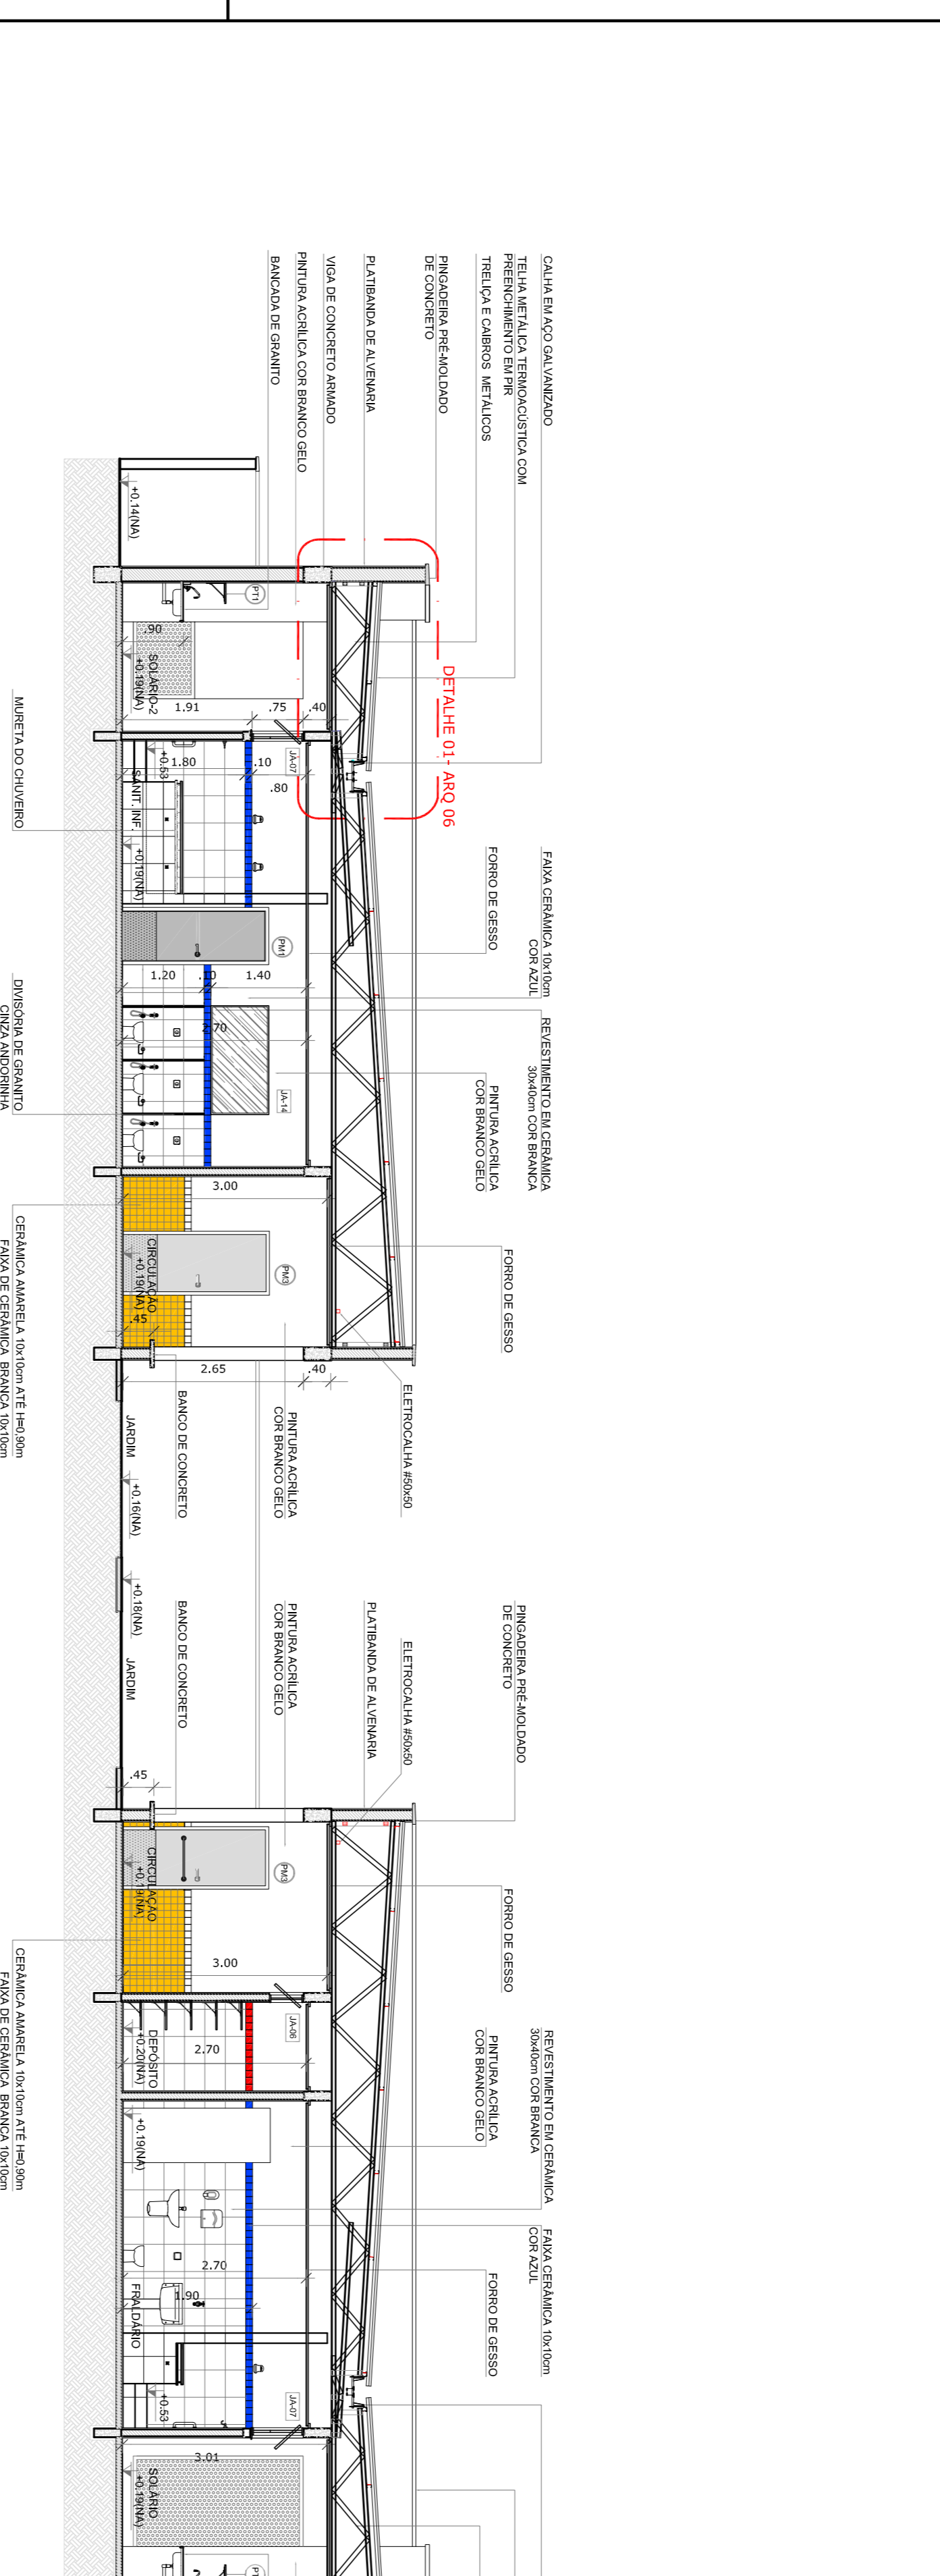 CALHA EM AÇO GALVANIZADO
TELHA METÁLICA TERMOACÚSTICA COM
PREENCHIMENTO EM PIR
TRELIÇA E CAIBROS METÁLICOS
PINGADEIRA PRÉ-MOLDADO
DE CONCRETO
PLATIBANDA DE ALVENARIA
VIGA DE CONCRETO ARMADO
PINTURA ACRÍLICA COR BRANCO GELO
BANCADA DE GRANITO
DETALHE 01- ARQ 06
FAIXA CERÂMICA 10x10cm
COR AZUL
REVESTIMENTO EM CERÂMICA
30x40cm COR BRANCA
FORRO DE GESSO
PINTURA ACRÍLICA
COR BRANCO GELO
FORRO DE GESSO
ELETROCALHA #50x50
PINTURA ACRÍLICA
COR BRANCO GELO
BANCO DE CONCRETO
PINGADEIRA PRÉ-MOLDADO
DE CONCRETO
ELETROCALHA #50x50
PLATIBANDA DE ALVENARIA
PINTURA ACRÍLICA
COR BRANCO GELO
BANCO DE CONCRETO
FORRO DE GESSO
REVESTIMENTO EM CERÂMICA
30x40cm COR BRANCA
PINTURA ACRÍLICA
COR BRANCO GELO
FAIXA CERÂMICA 10x10cm
COR AZUL
FORRO DE GESSO
+0.14(NA)
PT1
.90
SOLÁRIO-2
+0.19(NA)
1.91
.75
.40
JA-07
+0.53
1.80
.10
.80
SANIT. INF.
+0.19(NA)
PM1
1.20
.10
1.40
2.70
JA-14
3.00
PM3
CIRCULAÇÃO
+0.19(NA)
.45
2.65
.40
JARDIM
+0.16(NA)
+0.18(NA)
JARDIM
.45
PM3
CIRCULAÇÃO
+0.19(NA)
3.00
JA-06
DEPÓSITO
+0.20(NA)
2.70
+0.19(NA)
2.70
1.90
FRALDÁRIO
+0.53
JA-07
3.01
SOLÁRIO
+0.19(NA)
MURETA DO CHUVEIRO
DIVISÓRIA DE GRANITO
CINZA ANDORINHA
CERÂMICA AMARELA 10x10cm ATÉ H=0,90m
FAIXA DE CERÂMICA BRANCA 10x10cm
CERÂMICA AMARELA 10x10cm ATÉ H=0,90m
FAIXA DE CERÂMICA BRANCA 10x10cm